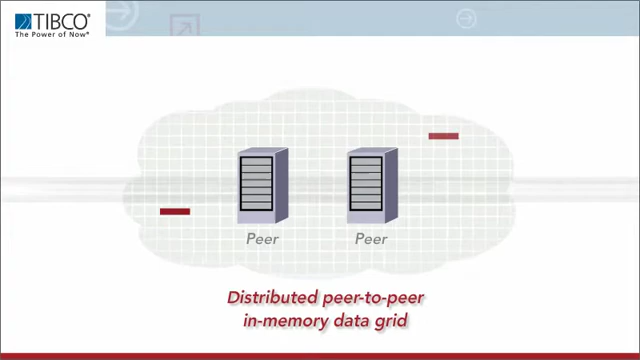 TIBCO®
The Power of Now®
Peer
Peer
Distributed peer-to-peer
in-memory data grid